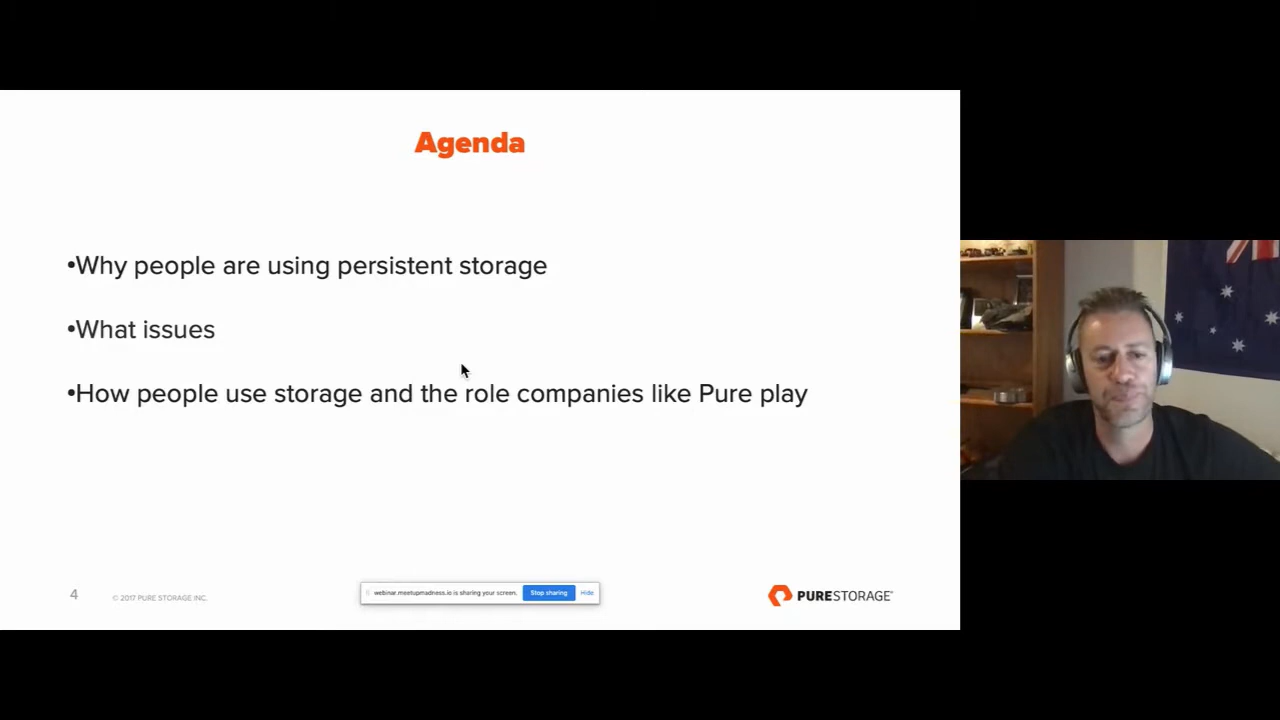 Agenda
•Why people are using persistent storage
•What issues
•How people use storage and the role companies like Pure play
4
© 2017 PURE STORAGE INC.
webinar.meetupmadness.io is sharing your screen. Stop sharing Hide
PURESTORAGE